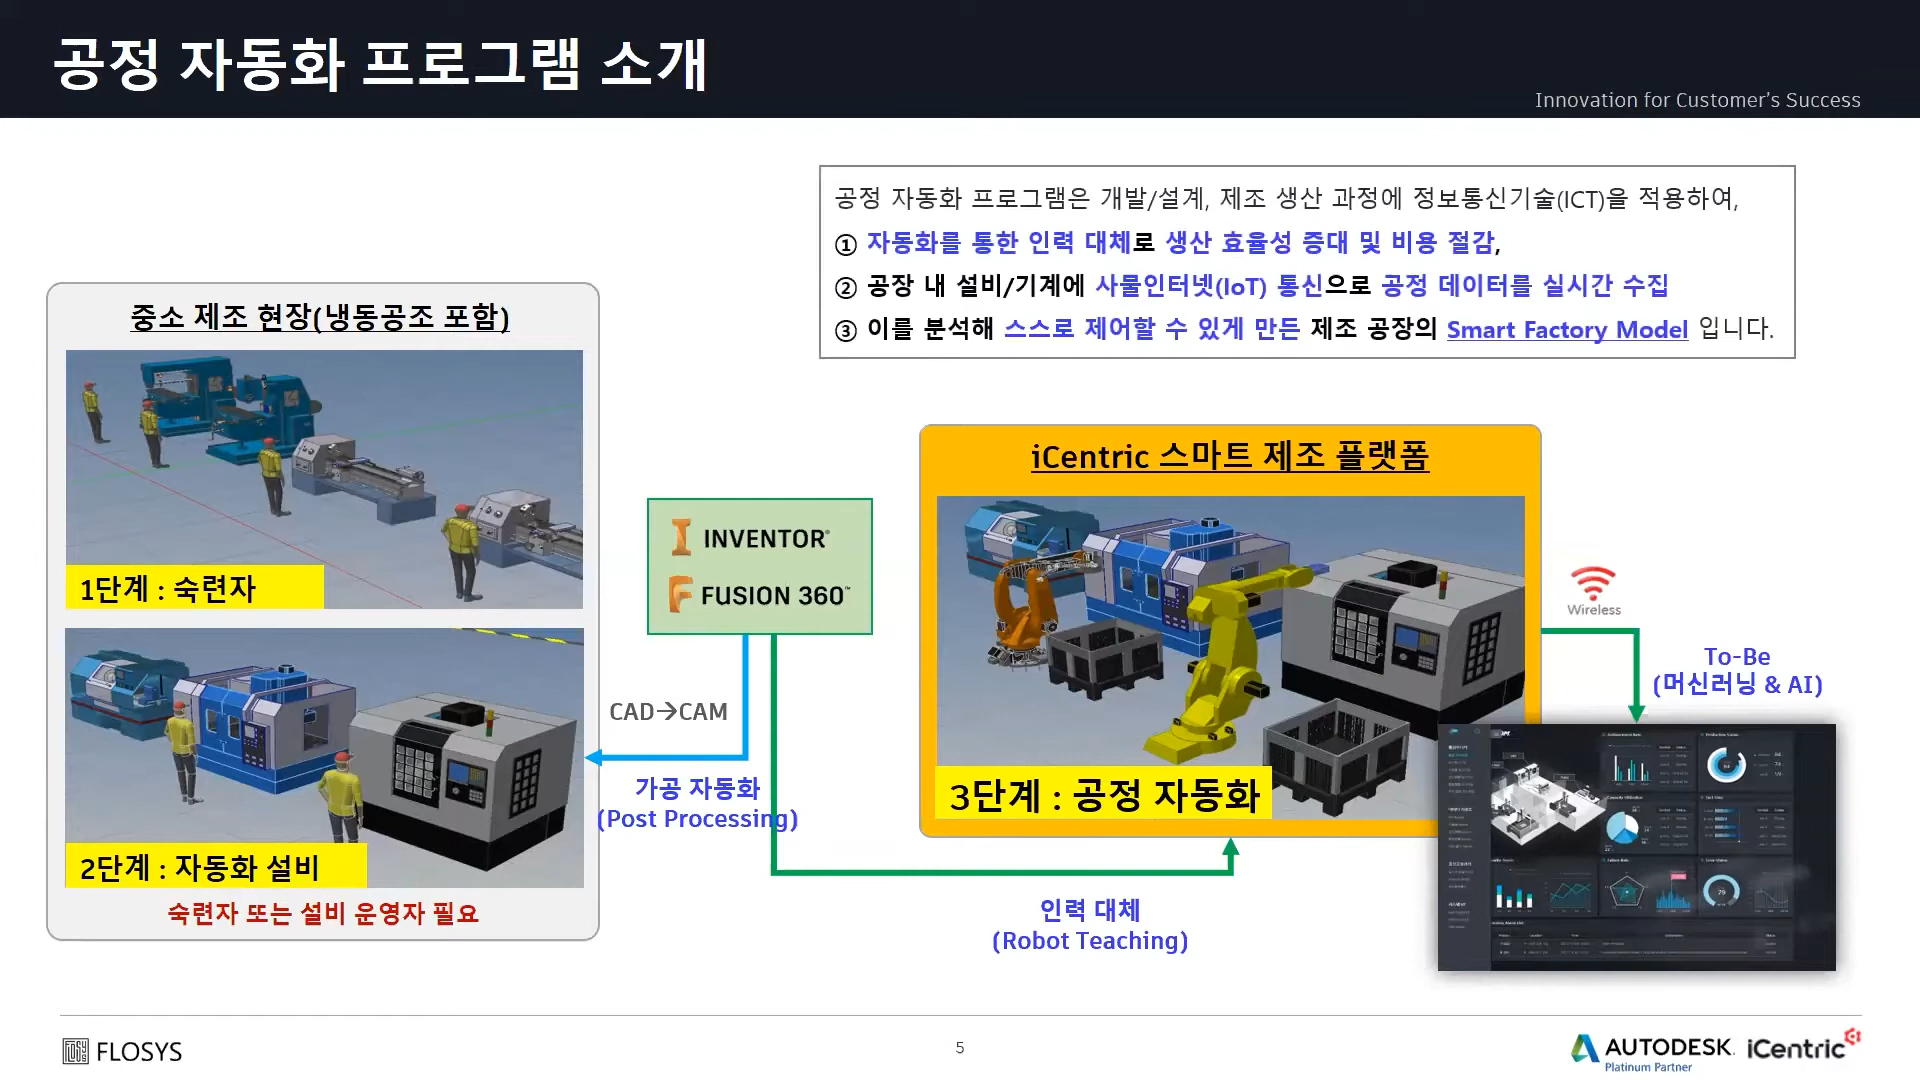 공정 자동화 프로그램 소개
Innovation for Customer's Success
공정 자동화 프로그램은 개발/설계, 제조 생산 과정에 정보통신기술(ICT)을 적용하여,
① 자동화를 통한 인력 대체로 생산 효율성 증대 및 비용 절감,
② 공장 내 설비/기계에 사물인터넷(IoT) 통신으로 공정 데이터를 실시간 수집
③ 이를 분석해 스스로 제어할 수 있게 만든 제조 공장의 Smart Factory Model 입니다.
중소 제조 현장(냉동공조 포함)
1단계 : 숙련자
2단계 : 자동화 설비
숙련자 또는 설비 운영자 필요
INVENTOR®
FUSION 360™
CAD→CAM
가공 자동화
(Post Processing)
iCentric 스마트 제조 플랫폼
3단계 : 공정 자동화
인력 대체
(Robot Teaching)
Wireless
To-Be
(머신러닝 & AI)
FLOSYS
5
AUTODESK
Platinum Partner
iCentric